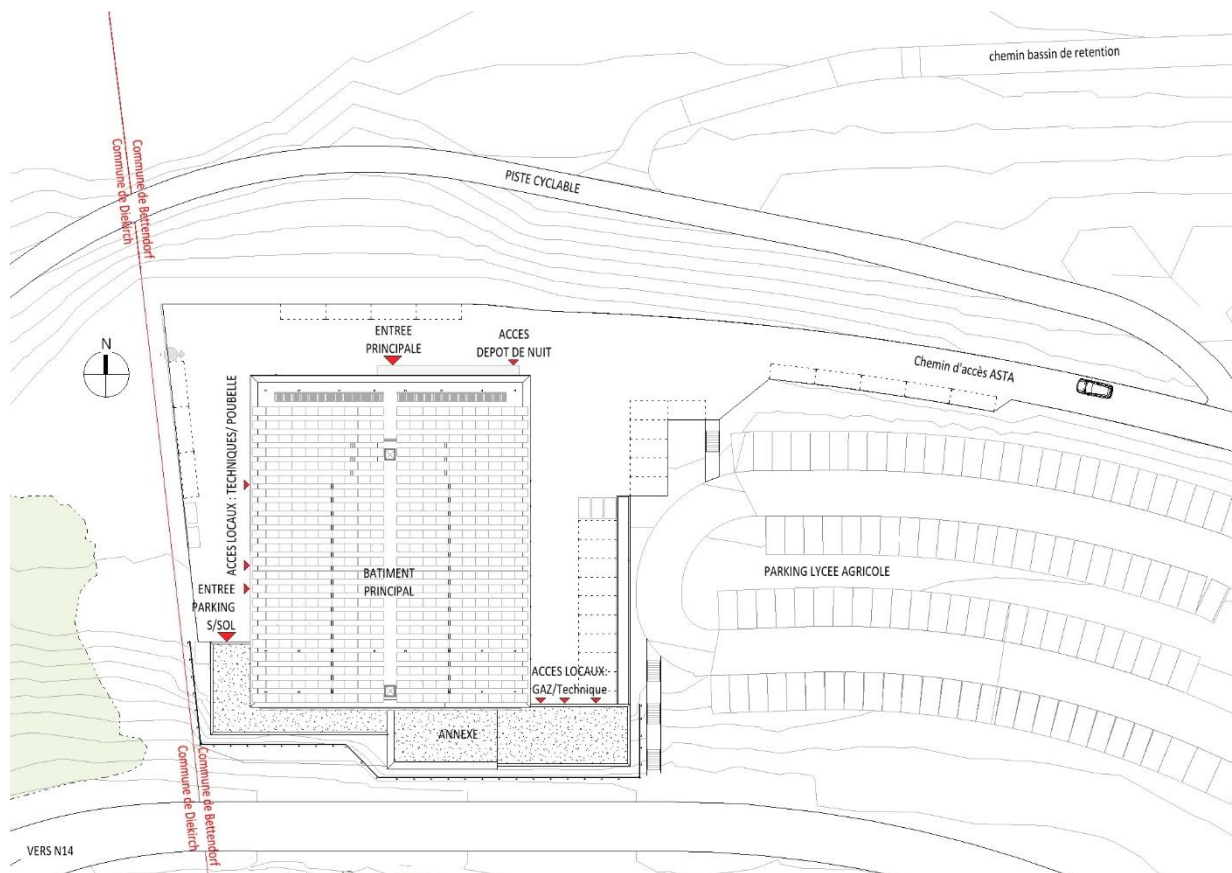 chemin bassin de retention
Commune de Bettendorf
Commune de Diekirch
PISTE CYCLABLE
N
ENTREE
PRINCIPALE
ACCES
DEPOT DE NUIT
Chemin d'accès ASTA
ACCES LOCAUX : TECHNIQUES/ POUBELLE
ENTREE
PARKING
S/SOL
BATIMENT
PRINCIPAL
PARKING LYCEE AGRICOLE
ACCES LOCAUX:
GAZ/Technique
ANNEXE
Commune de Bettendorf
Commune de Diekirch
VERS N14